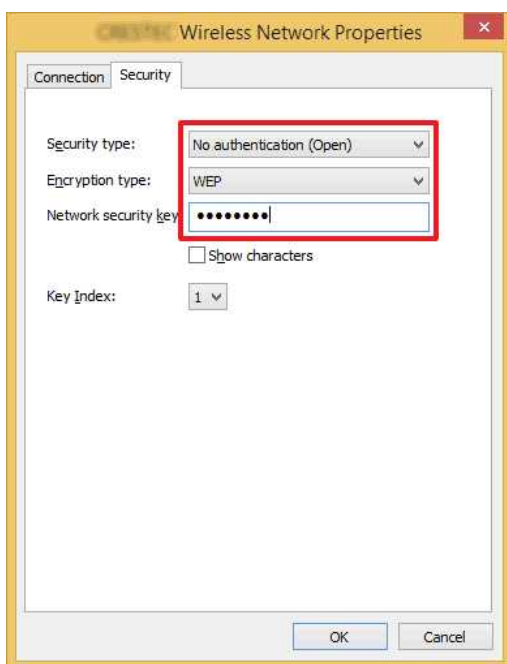 Wireless Network Properties
Connection Security
Security type: No authentication (Open)
Encryption type: WEP
Network security key ●●●●●●●●
Show characters
Key Index: 1
OK Cancel